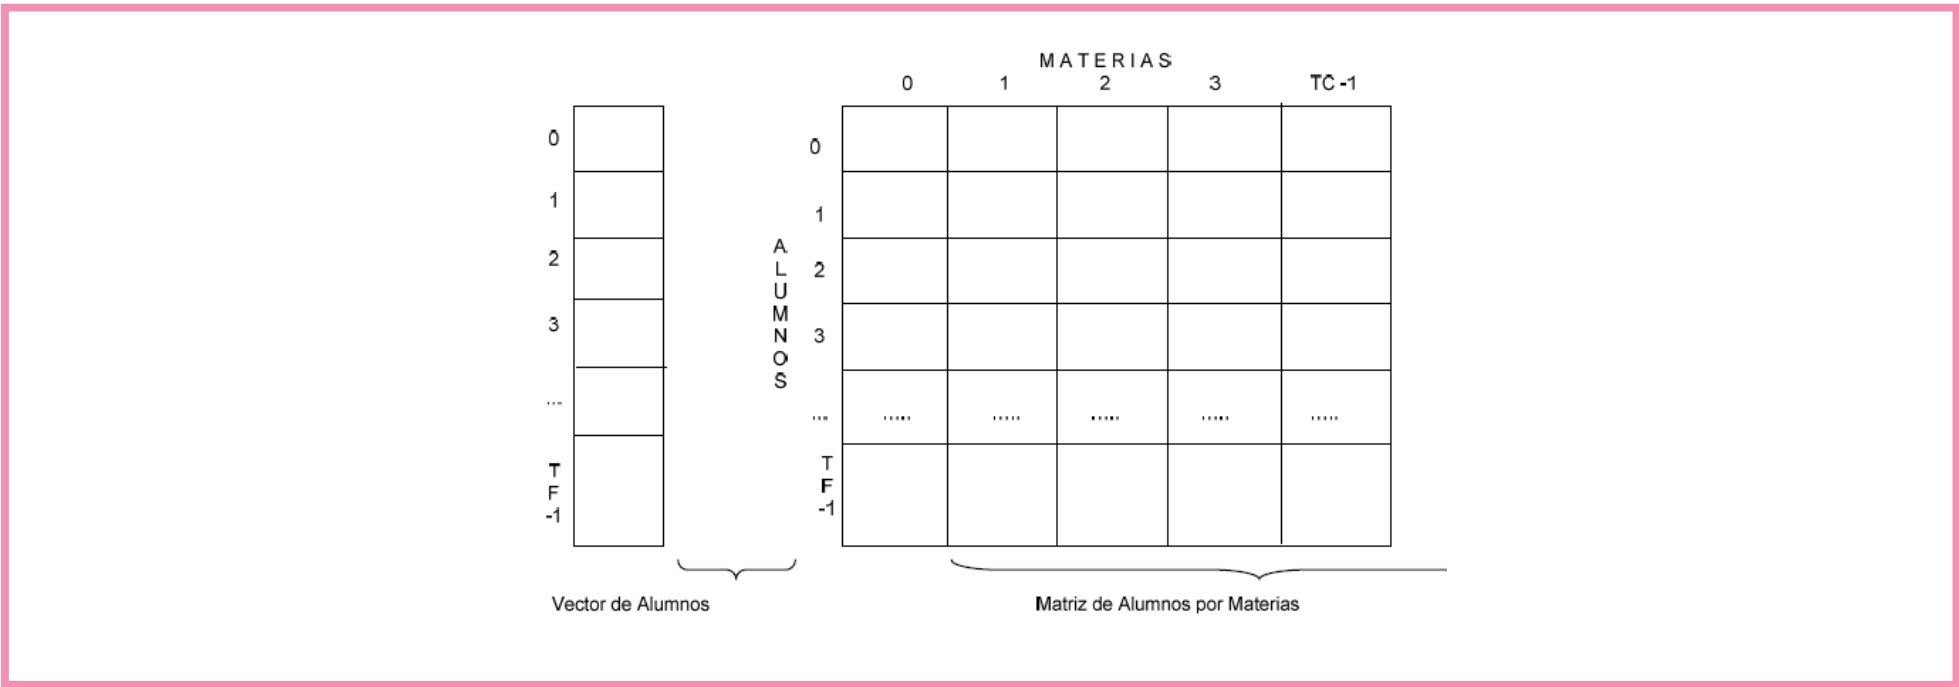 MATERIAS
0 1 2 3 TC -1
0
1
2
3
...
T
F
-1
A
L
U
M
N
O
S
0
1
2
3
...
..... ..... ..... ..... .....
T
F
-1
Vector de Alumnos
Matriz de Alumnos por Materias